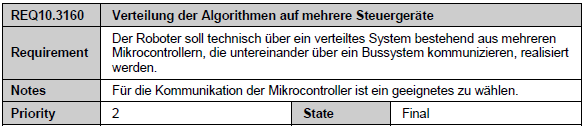 REQ10.3160 Verteilung der Algorithmen auf mehrere Steuergeräte
Requirement Der Roboter soll technisch über ein verteiltes System bestehend aus mehreren
Mikrocontrollern, die untereinander über ein Bussystem kommunizieren, realisiert
werden.
Notes Für die Kommunikation der Mikrocontroller ist ein geeignetes zu wählen.
Priority 2 State Final